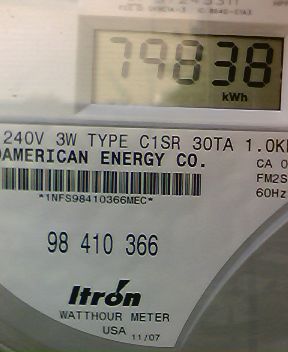 79838
kWh
240V 3W TYPE C1SR 30TA 1.0K
AMERICAN ENERGY CO.
CA 0
FM2S
60Hz
*1NFS98410366MEC*
98 410 366
Itrón
WATTHOUR METER
USA 11/07